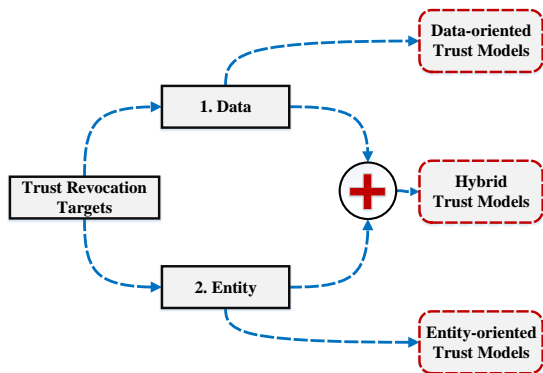 Data-oriented
Trust Models
1. Data
Trust Revocation
Targets
Hybrid
Trust Models
2. Entity
Entity-oriented
Trust Models